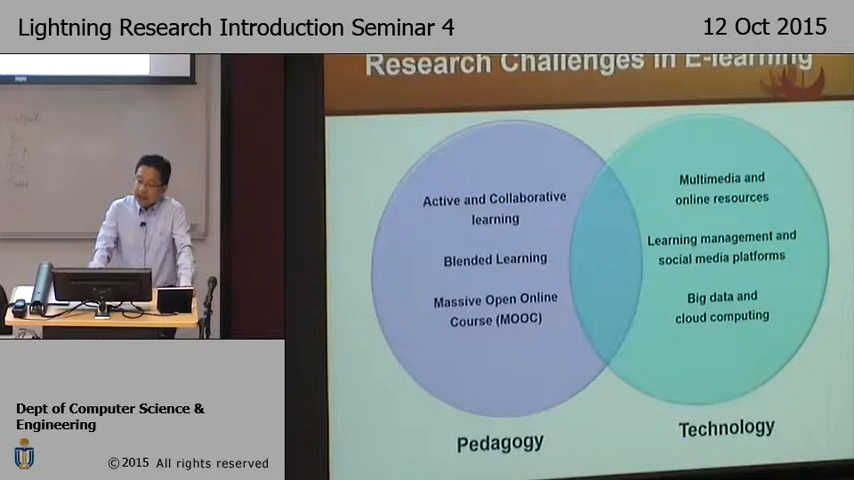 Lightning Research Introduction Seminar 4
12 Oct 2015
Research Challenges in E-learning
Active and Collaborative
learning
Blended Learning
Massive Open Online
Course (MOOC)
Multimedia and
online resources
Learning management and
social media platforms
Big data and
cloud computing
Pedagogy
Technology
Dept of Computer Science &
Engineering
©2015 All rights reserved